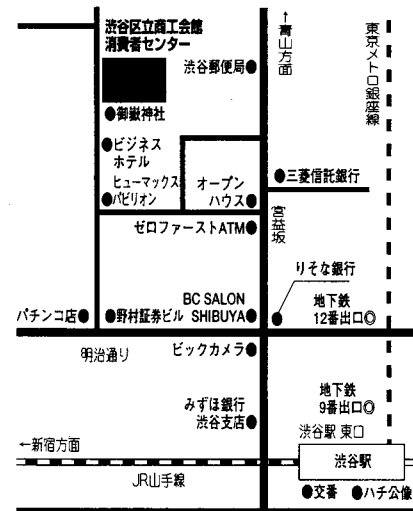 渋谷区立商工会館
消費者センター
渋谷郵便局●
↑青山方面
東京メトロ銀座線
●御嶽神社
●ビジネス
ホテル
ヒューマックス
●パビリオン
オープン
ハウス●
●三菱信託銀行
宮益坂
ゼロファーストATM●
りそな銀行
BC SALON
SHIBUYA●
パチンコ店●
●野村証券ビル
地下鉄
12番出口◎
明治通り
ビックカメラ●
みずほ銀行
渋谷支店●
地下鉄
9番出口◎
渋谷駅 東口
←新宿方面
渋谷駅
JR山手線
●交番
●ハチ公像